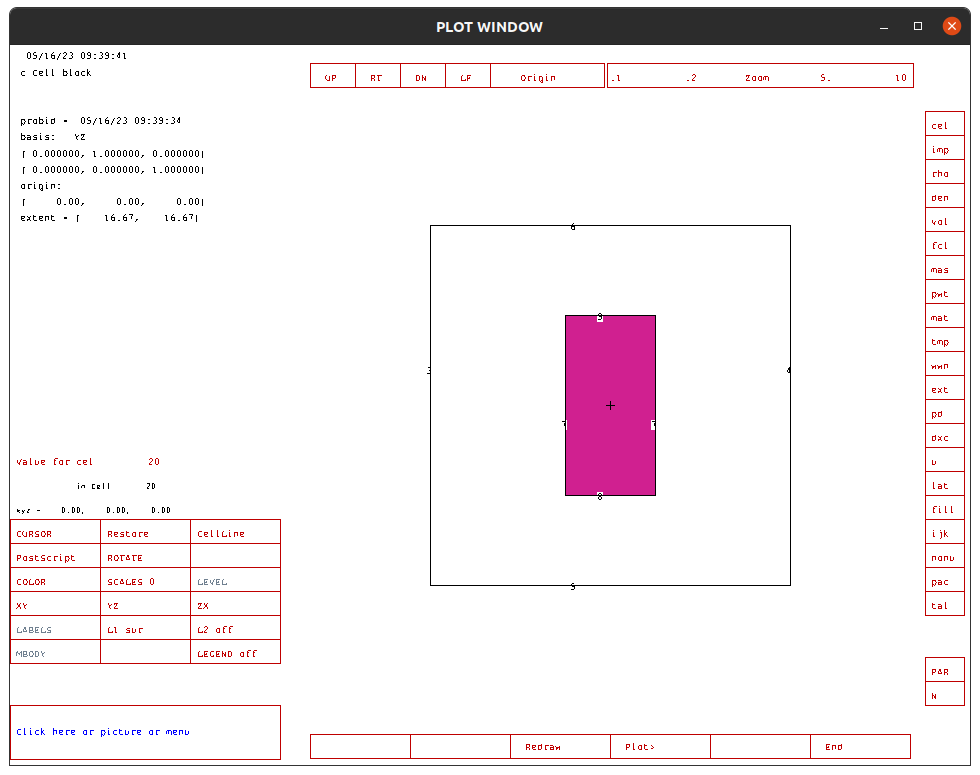 PLOT WINDOW
05/16/23 09:39:41
c Cell block
UP RT DN LF Origin .1 .2 Zoom 5. 10
probid = 05/16/23 09:39:34
basis: YZ
( 0.000000, 1.000000, 0.000000)
( 0.000000, 0.000000, 1.000000)
origin:
( 0.00, 0.00, 0.00)
extent = ( 16.67, 16.67)
cel
imp
rho
den
vol
fcl
mas
pwt
mat
tmp
wwn
ext
pd
dxc
u
lat
fill
ijk
nonu
pac
tal
PAR
N
6
9
3
4
7
7
8
5
Value for cel 20
in Cell 20
xyz = 0.00, 0.00, 0.00
CURSOR Restore CellLine
PostScript ROTATE
COLOR SCALES 0 LEVEL
XY YZ ZX
LABELS L1 sur L2 off
MBODY LEGEND off
Click here or picture or menu
Redraw Plot> End